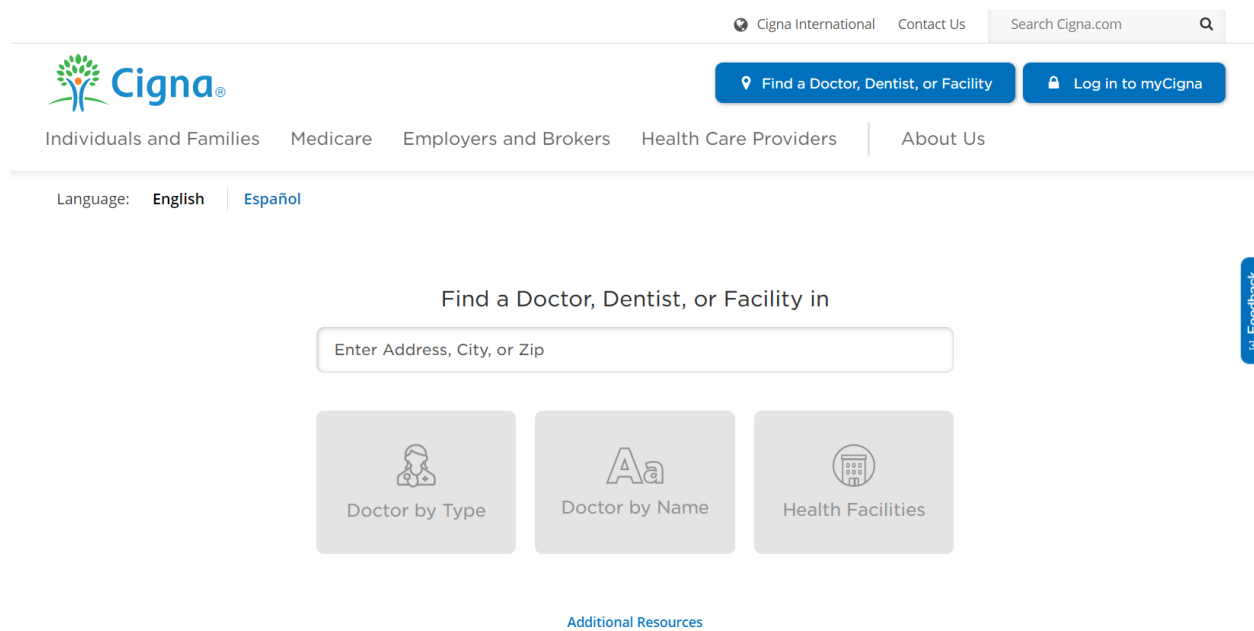 Cigna International Contact Us Search Cigna.com
Cigna®
Find a Doctor, Dentist, or Facility Log in to myCigna
Individuals and Families Medicare Employers and Brokers Health Care Providers About Us
Language: English Español
Feedback
Find a Doctor, Dentist, or Facility in
Enter Address, City, or Zip
Aa
Doctor by Type Doctor by Name Health Facilities
Additional Resources